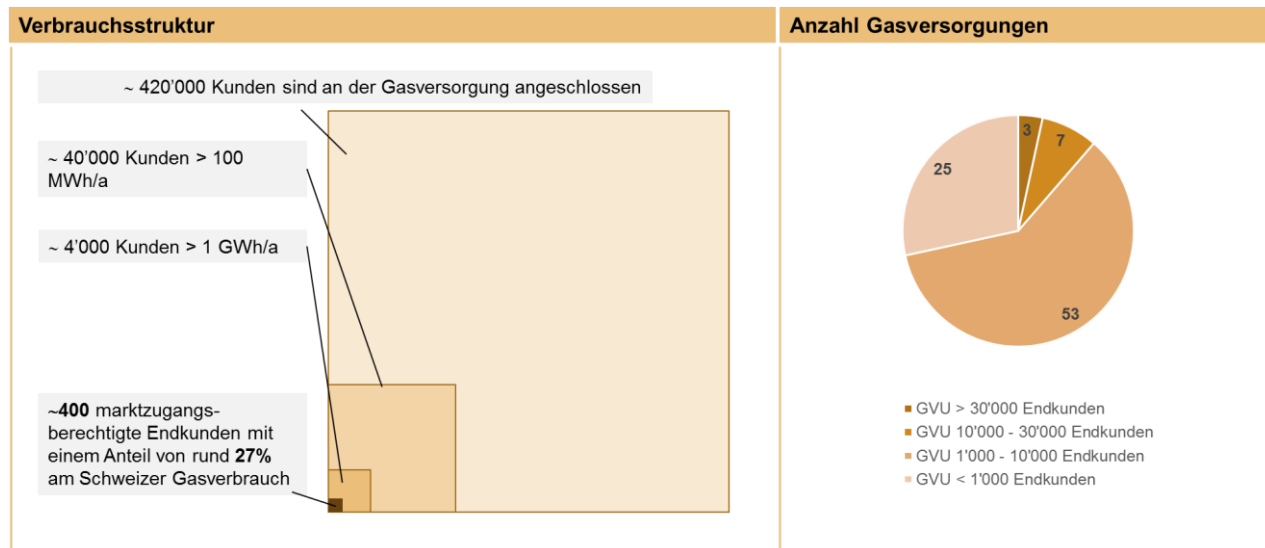 Verbrauchsstruktur
~ 420'000 Kunden sind an der Gasversorgung angeschlossen
~ 40'000 Kunden > 100
MWh/a
~ 4'000 Kunden > 1 GWh/a
~400 marktzugangs-
berechtigte Endkunden mit
einem Anteil von rund 27%
am Schweizer Gasverbrauch
Anzahl Gasversorgungen
3
7
25
53
GVU > 30'000 Endkunden
GVU 10'000 - 30'000 Endkunden
GVU 1'000 - 10'000 Endkunden
GVU < 1'000 Endkunden